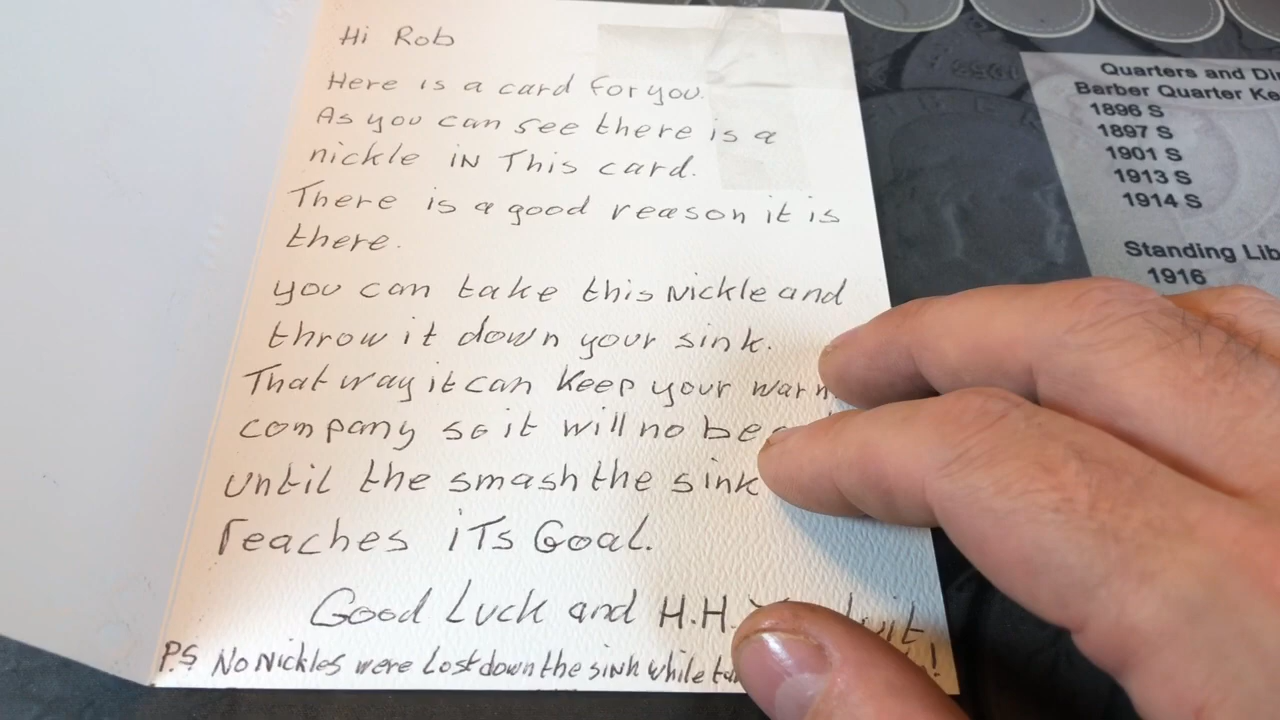 Hi Rob
Here is a card for you.
As you can see there is a
nickle IN This card.
There is a good reason it is
there.
you can take this Nickle and
throw it down your sink.
That way it can keep your
company so it will no be
until the smash the sink
reaches iTs Goal.
Good Luck and H.H.
P.S No Nickles were Lost down the sink while
Quarters and
Barber Quarter
1896 S
1897 S
1901 S
1913 S
1914 S
Standing
1916